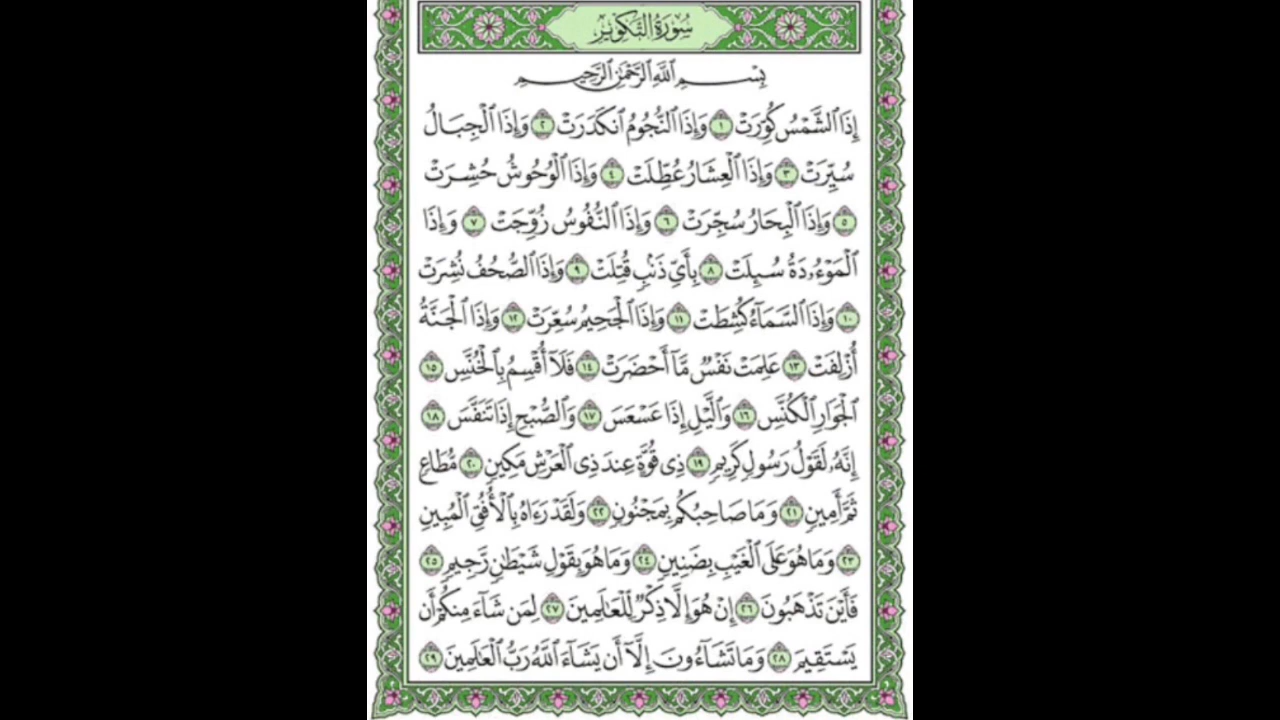 سُورَةُ التَّكْوِيرِ
بِسْمِ ٱللَّهِ ٱلرَّحْمَٰنِ ٱلرَّحِيمِ
إِذَا ٱلشَّمْسُ كُوِّرَتْ ١ وَإِذَا ٱلنُّجُومُ ٱنكَدَرَتْ ٢ وَإِذَا ٱلْجِبَالُ
سُيِّرَتْ ٣ وَإِذَا ٱلْعِشَارُ عُطِّلَتْ ٤ وَإِذَا ٱلْوُحُوشُ حُشِرَتْ
٥ وَإِذَا ٱلْبِحَارُ سُجِّرَتْ ٦ وَإِذَا ٱلنُّفُوسُ زُوِّجَتْ ٧ وَإِذَا
ٱلْمَوْءُۥدَةُ سُئِلَتْ ٨ بِأَىِّ ذَنۢبٍ قُتِلَتْ ٩ وَإِذَا ٱلصُّحُفُ نُشِرَتْ
١٠ وَإِذَا ٱلسَّمَآءُ كُشِطَتْ ١١ وَإِذَا ٱلْجَحِيمُ سُعِّرَتْ ١٢ وَإِذَا ٱلْجَنَّةُ
أُزْلِفَتْ ١٣ عَلِمَتْ نَفْسٌ مَّآ أَحْضَرَتْ ١٤ فَلَآ أُقْسِمُ بِٱلْخُنَّسِ ١٥
ٱلْجَوَارِ ٱلْكُنَّسِ ١٦ وَٱلَّيْلِ إِذَا عَسْعَسَ ١٧ وَٱلصُّبْحِ إِذَا تَنَفَّسَ ١٨
إِنَّهُۥ لَقَوْلُ رَسُولٍ كَرِيمٍ ١٩ ذِى قُوَّةٍ عِندَ ذِى ٱلْعَرْشِ مَكِينٍ ٢٠ مُّطَاعٍ
ثَمَّ أَمِينٍ ٢١ وَمَا صَاحِبُكُم بِمَجْنُونٍ ٢٢ وَلَقَدْ رَءَاهُ بِٱلْأُفُقِ ٱلْمُبِينِ
٢٣ وَمَا هُوَ عَلَى ٱلْغَيْبِ بِضَنِينٍ ٢٤ وَمَا هُوَ بِقَوْلِ شَيْطَٰنٍ رَّجِيمٍ ٢٥
فَأَيْنَ تَذْهَبُونَ ٢٦ إِنْ هُوَ إِلَّا ذِكْرٌ لِّلْعَٰلَمِينَ ٢٧ لِمَن شَآءَ مِنكُمْ أَن
يَسْتَقِيمَ ٢٨ وَمَا تَشَآءُونَ إِلَّآ أَن يَشَآءَ ٱللَّهُ رَبُّ ٱلْعَٰلَمِينَ ٢٩